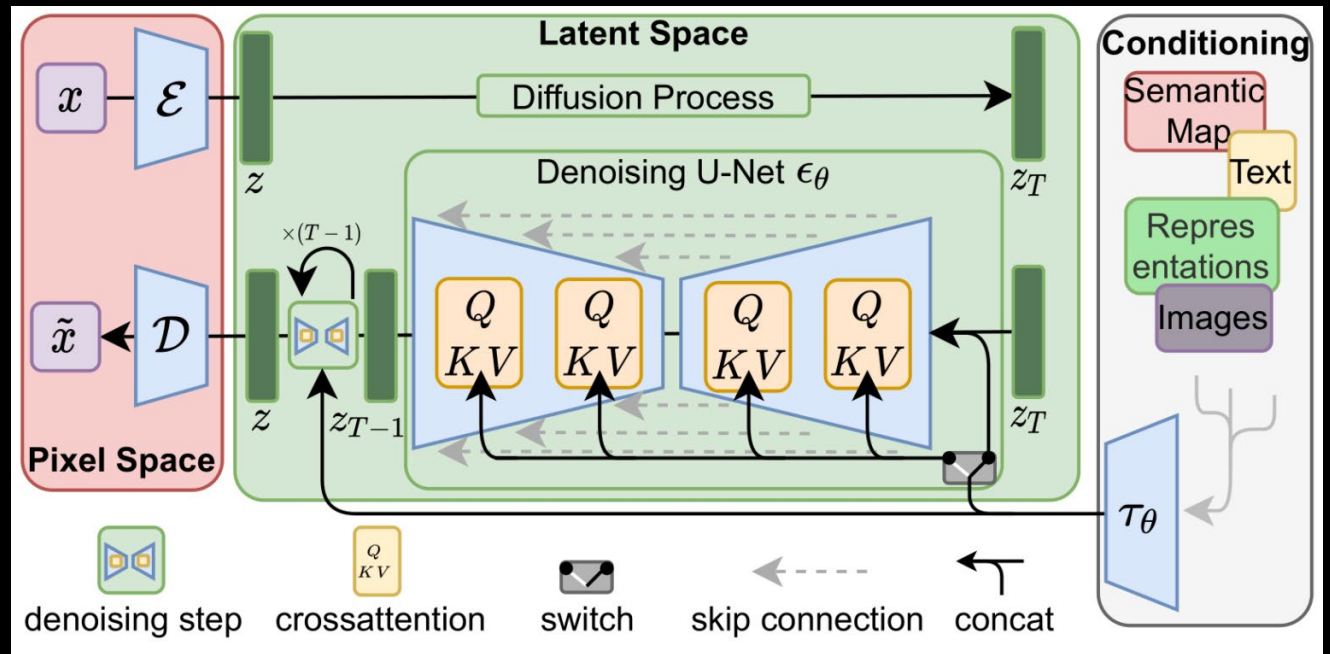 Latent Space
Conditioning
x
ℰ
Diffusion Process
Semantic
Map
Text
z
z_T
Denoising U-Net ϵ_θ
Repres
entations
Images
×(T−1)
Q
KV
Q
KV
Q
KV
Q
KV
x̃
𝒟
z
z_{T−1}
z_T
Pixel Space
τ_θ
Q
KV
denoising step
crossattention
switch
skip connection
concat